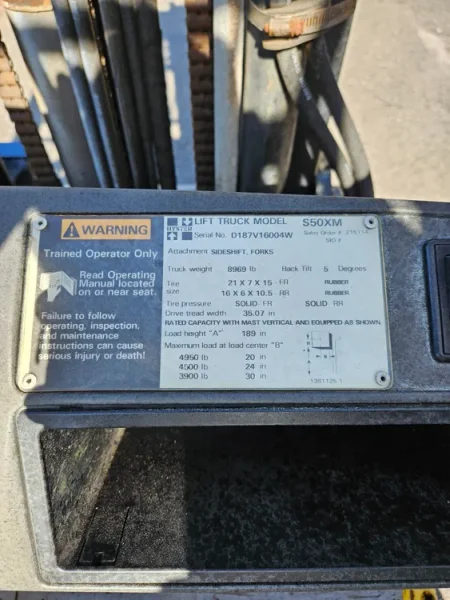 WARNING
Trained Operator Only
Read Operating
Manual located
on or near seat.
Failure to follow
operating, inspection,
and maintenance
instructions can cause
serious injury or death!
HYSTER
LIFT TRUCK MODEL S50XM
Serial No. D187V16004W Sales Order #
Attachment SIDESHIFT, FORKS
Truck weight 8969 lb Back Tilt 5 Degrees
Tire 21 X 7 X 15 FR RUBBER
size 16 X 6 X 10.5 RR RUBBER
Tire pressure SOLID FR SOLID RR
Drive tread width 35.07 in
RATED CAPACITY WITH MAST VERTICAL AND EQUIPPED AS SHOWN.
Load height "A" 189 in
Maximum load at load center "B"
4950 lb 20 in
4500 lb 24 in
3900 lb 30 in